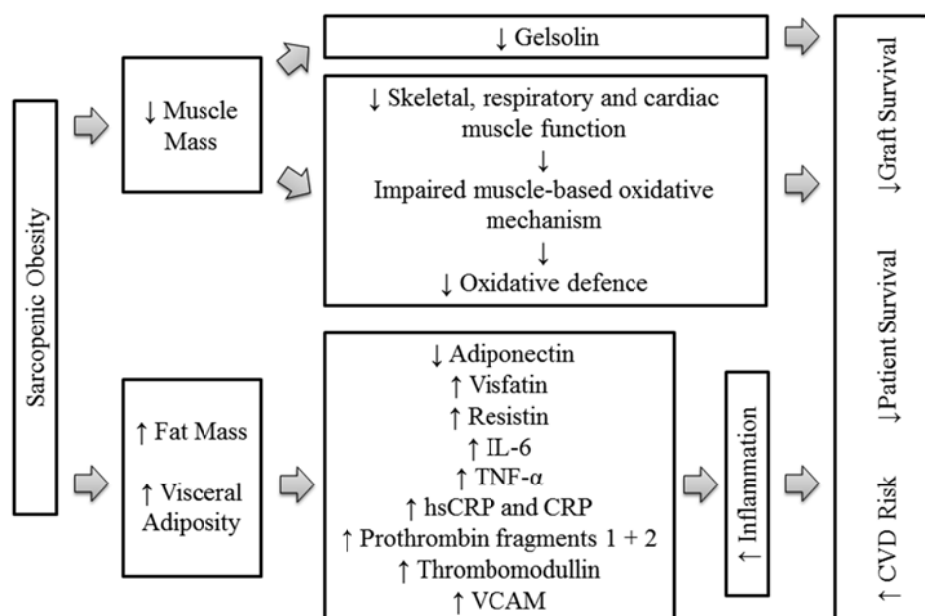 Sarcopenic Obesity
↓ Muscle
Mass
↓ Gelsolin
↓ Skeletal, respiratory and cardiac
muscle function
↓
Impaired muscle-based oxidative
mechanism
↓
↓ Oxidative defence
↑ Fat Mass
↑ Visceral
Adiposity
↓ Adiponectin
↑ Visfatin
↑ Resistin
↑ IL-6
↑ TNF-α
↑ hsCRP and CRP
↑ Prothrombin fragments 1 + 2
↑ Thrombomodullin
↑ VCAM
↑ Inflammation
↓Graft Survival
↓Patient Survival
↑ CVD Risk